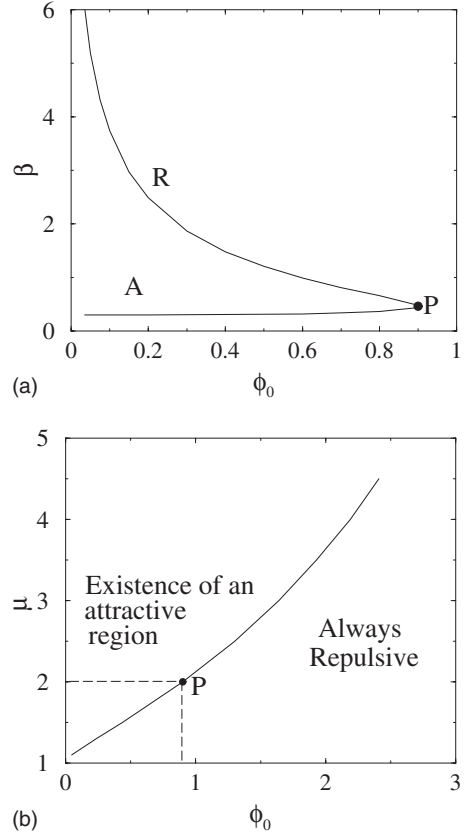 6
4
β
R
2
A
P
0
0 0.2 0.4 0.6 0.8 1
(a)
ϕ₀
5
4
Existence of an
attractive
region
μ
3
Always
Repulsive
2
P
1
0 1 2 3
(b)
ϕ₀